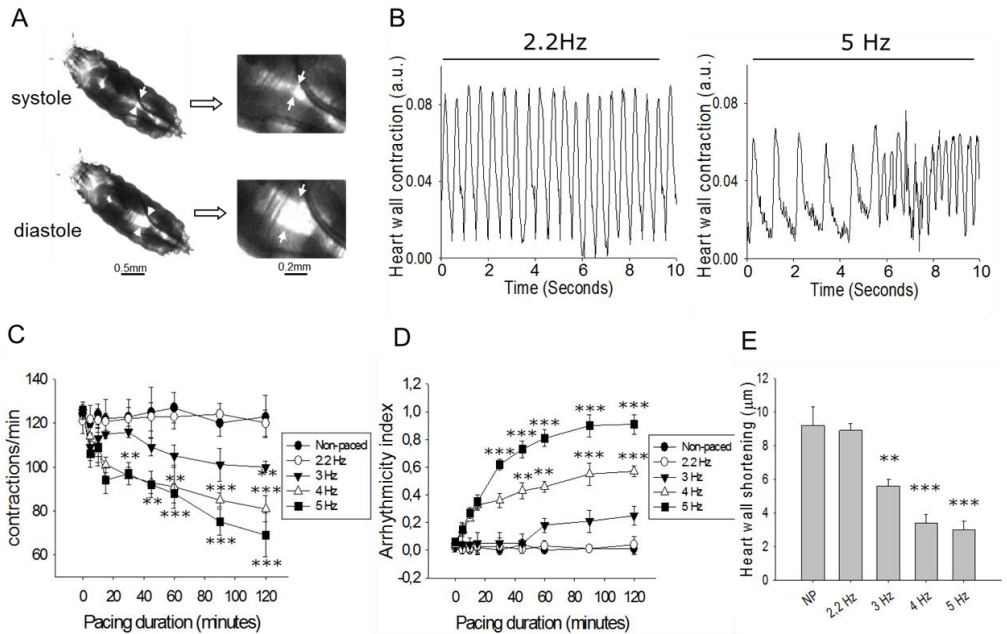 A
systole
diastole
0.5mm
0.2mm
B
2.2Hz
5 Hz
Heart wall contraction (a.u.)
0.08
0.04
0.00
0 2 4 6 8 10
Time (Seconds)
Heart wall contraction (a.u.)
0.08
0.04
0.00
0 2 4 6 8 10
Time (Seconds)
C
contractions/min
140
120
100
80
60
** ** ** *** *** *** ** *** ***
Non-paced
2.2 Hz
3 Hz
4 Hz
5 Hz
0 20 40 60 80 100 120
Pacing duration (minutes)
D
Arrhythmicity index
1,2
1,0
0,8
0,6
0,4
0,2
0,0
-0,2
*** *** *** *** ***
** ** *** ***
Non-paced
2.2 Hz
3 Hz
4 Hz
5 Hz
0 20 40 60 80 100 120
Pacing duration (minutes)
E
Heart wall shortening (μm)
12
10
8
6
4
2
0
** *** ***
NP
2,2 Hz
3 Hz
4 Hz
5 Hz